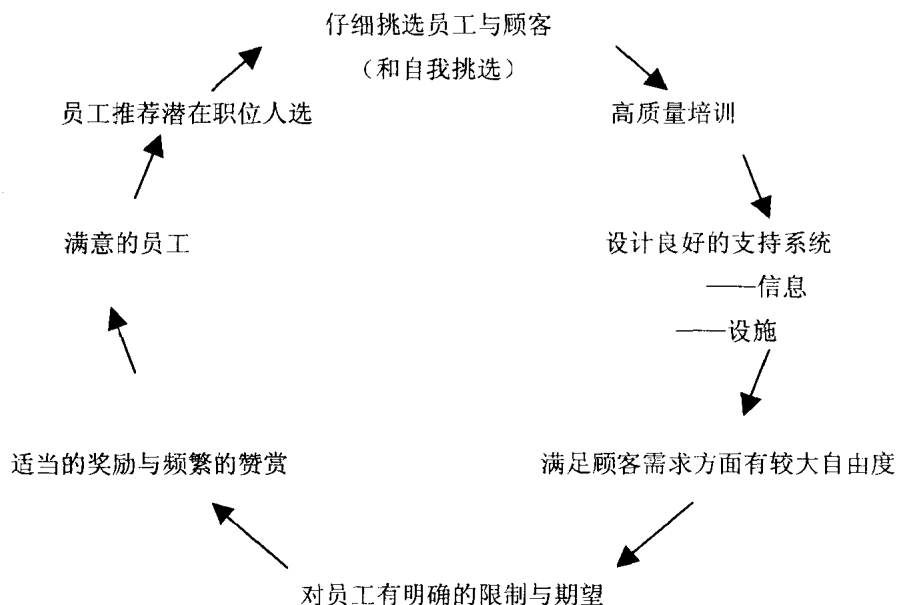 仔细挑选员工与顾客
（和自我挑选）
员工推荐潜在职位人选
高质量培训
满意的员工
设计良好的支持系统
——信息
——设施
适当的奖励与频繁的赞赏
满足顾客需求方面有较大自由度
对员工有明确的限制与期望